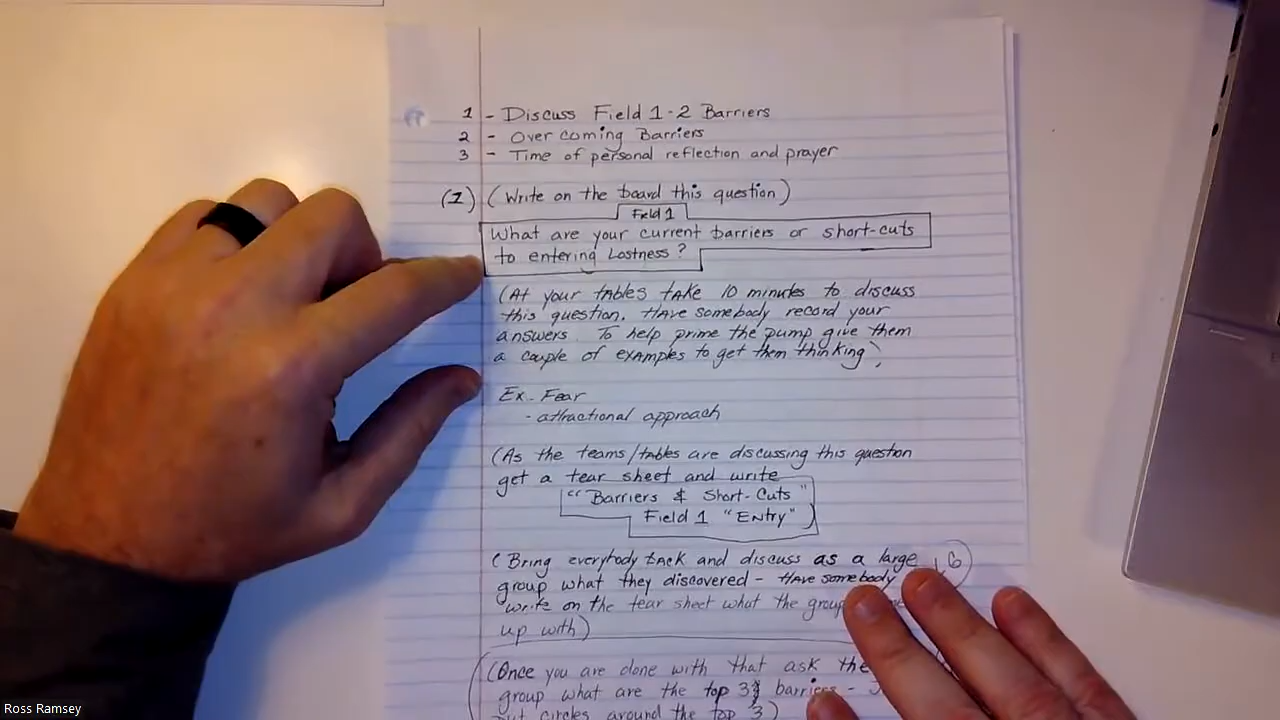 1 - Discuss Field 1-2 Barriers
2 - Over coming Barriers
3 - Time of personal reflection and prayer
(1) (Write on the board this question)
Field 1
What are your current barriers or short-cuts
to entering Lostness?
(At your tables take 10 minutes to discuss
this question. Have somebody record your
answers. To help prime the pump give them
a couple of examples to get them thinking)
Ex - Fear
- attractional approach
(As the teams/tables are discussing this question
get a tear sheet and write
"Barriers & Short-Cuts"
Field 1 "Entry")
(Bring everybody back and discuss as a large
group what they discovered - Have somebody
write on the tear sheet what the group
up with)
(Once you are done with that ask the
group what are the top 3 barriers -
put circles around the top 3)
Ross Ramsey